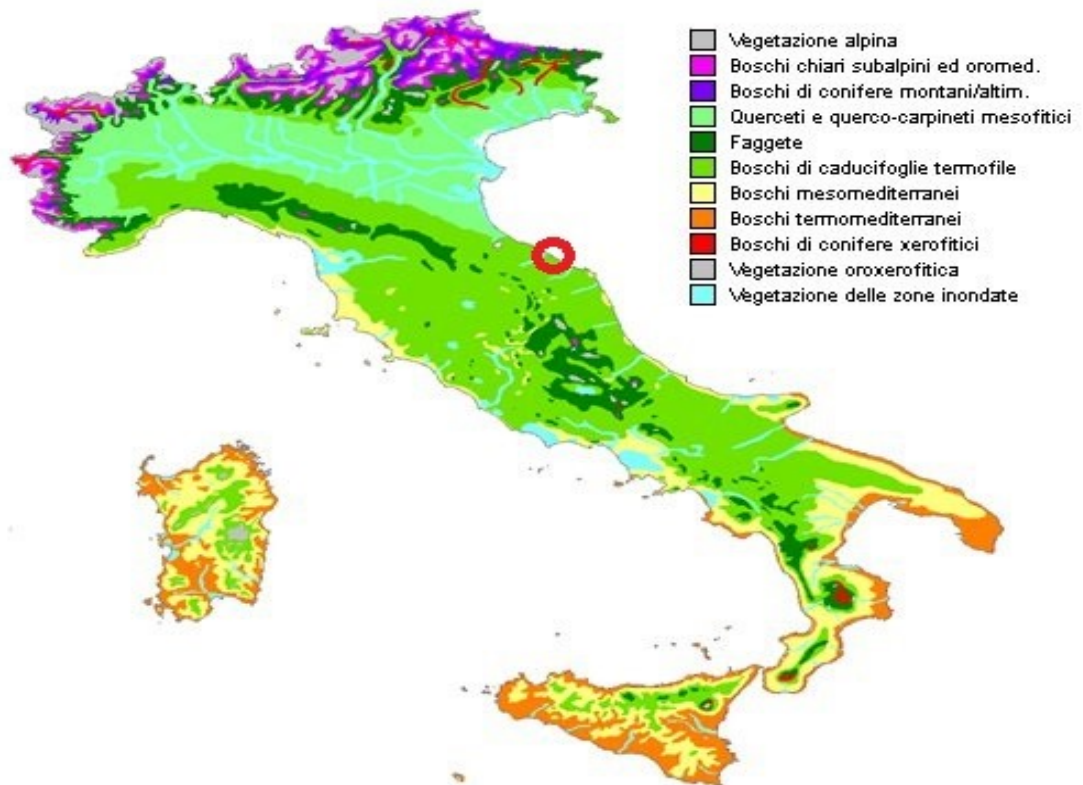 Vegetazione alpina
Boschi chiari subalpini ed oromed.
Boschi di conifere montani/altim.
Querceti e querco-carpineti mesofitici
Faggete
Boschi di caducifoglie termofile
Boschi mesomediterranei
Boschi termomediterranei
Boschi di conifere xerofitici
Vegetazione oroxerofitica
Vegetazione delle zone inondate